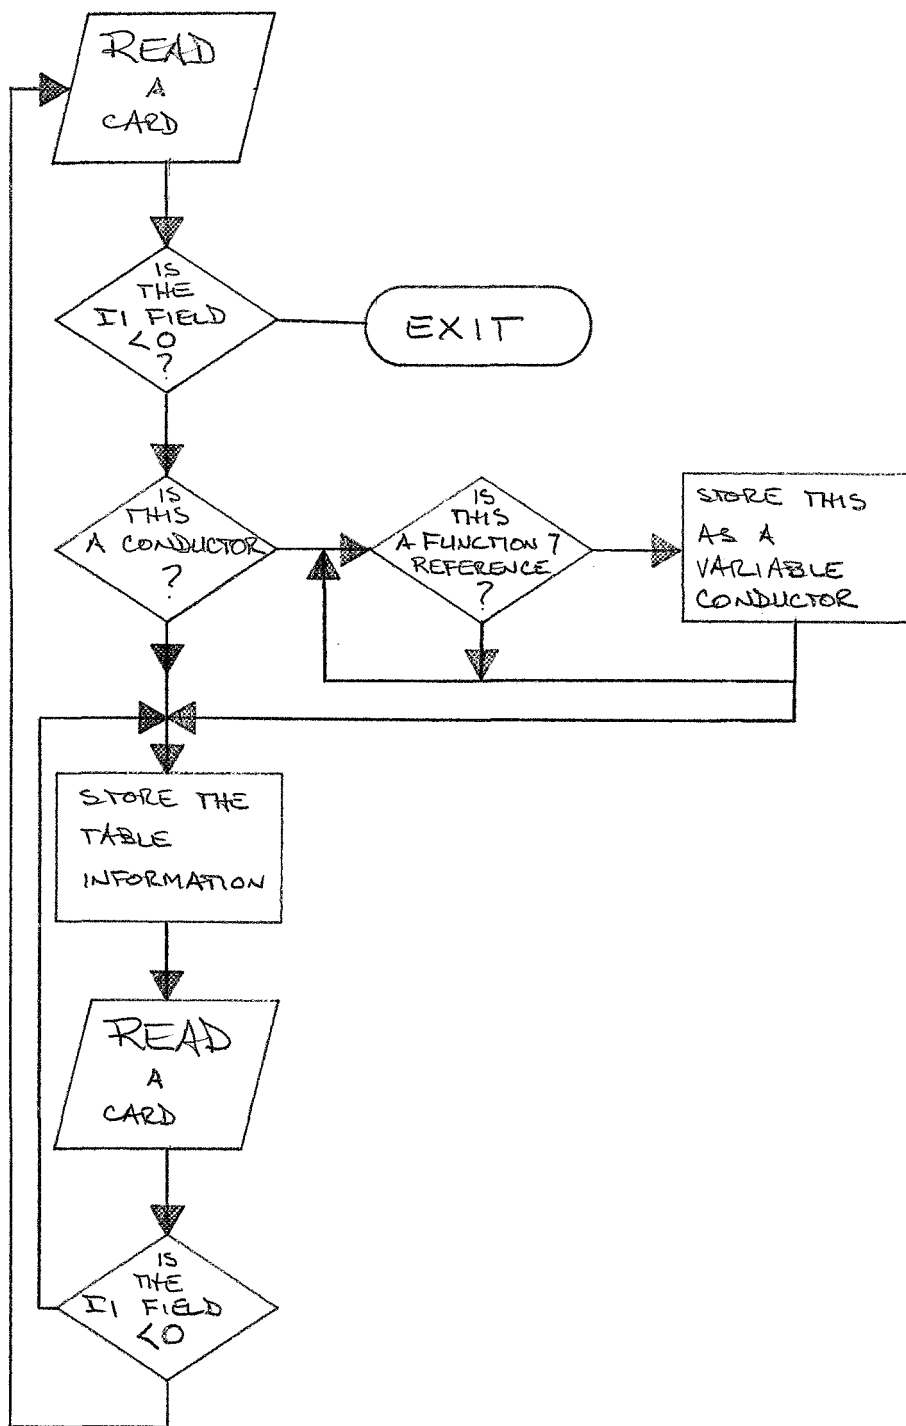 READ
A
CARD
IS
THE
I1 FIELD
<0
?
EXIT
IS
THIS
A CONDUCTOR
?
IS
THIS
A FUNCTION 7
REFERENCE
?
STORE THIS
AS A
VARIABLE
CONDUCTOR
STORE THE
TABLE
INFORMATION
READ
A
CARD
IS
THE
I1 FIELD
<0